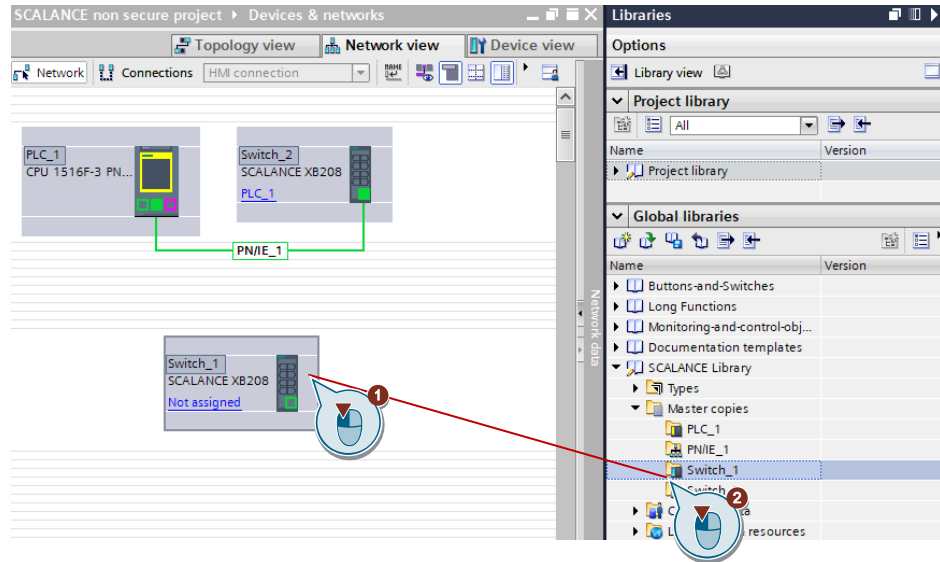 SCALANCE non secure project ▸ Devices & networks
Topology view
Network view
Device view
Network
Connections
HMI connection
PLC_1
CPU 1516F-3 PN...
Switch_2
SCALANCE XB208
PLC_1
PN/IE_1
Switch_1
SCALANCE XB208
Not assigned
1
Network data
Libraries
Options
Library view
Project library
All
Name Version
Project library
Global libraries
Name Version
Buttons-and-Switches
Long Functions
Monitoring-and-control-obj...
Documentation templates
SCALANCE Library
Types
Master copies
PLC_1
PN/IE_1
Switch_1
2
resources